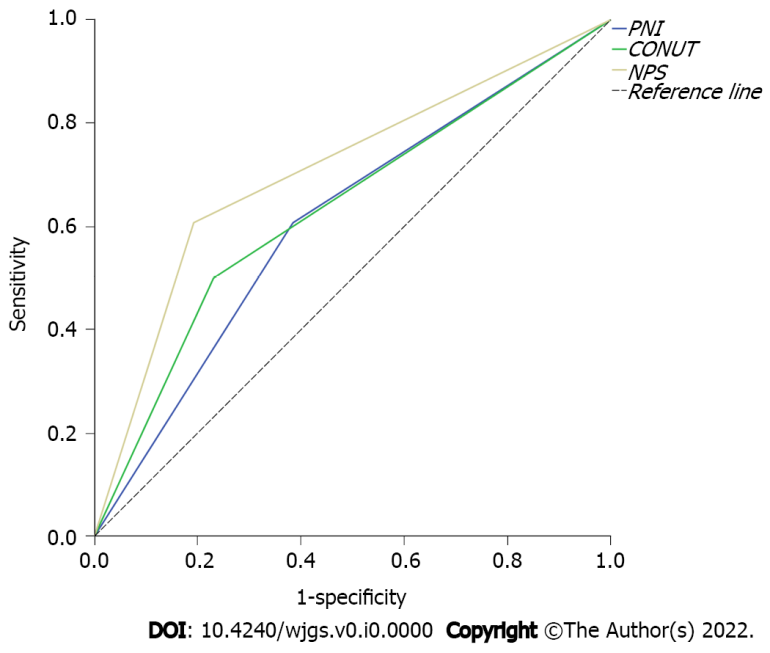 1.0
PNI
CONUT
NPS
Reference line
0.8
0.6
Sensitivity
0.4
0.2
0.0
0.0 0.2 0.4 0.6 0.8 1.0
1-specificity
DOI: 10.4240/wjgs.v0.i0.0000 Copyright ©The Author(s) 2022.